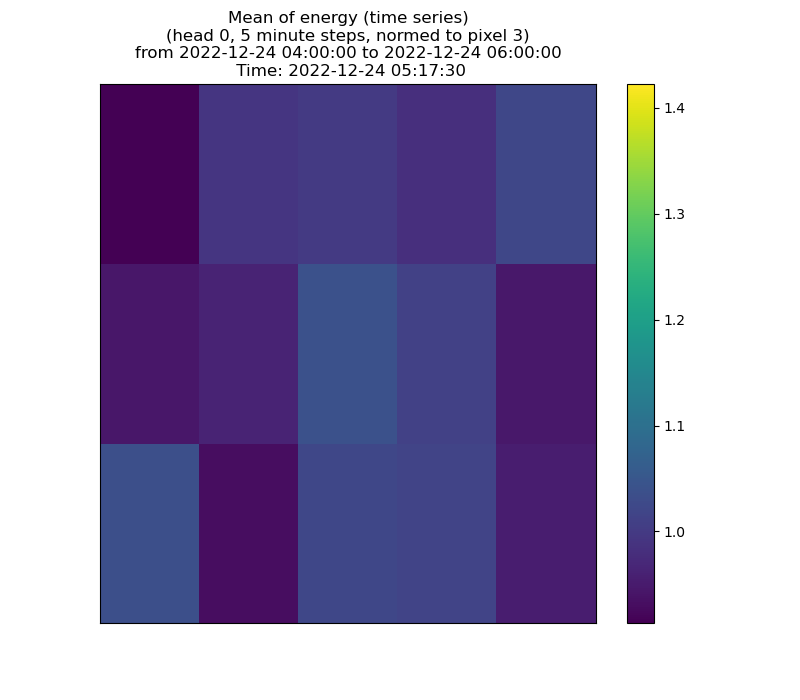 Mean of energy (time series)
(head 0, 5 minute steps, normed to pixel 3)
from 2022-12-24 04:00:00 to 2022-12-24 06:00:00
Time: 2022-12-24 05:17:30
1.4
1.3
1.2
1.1
1.0